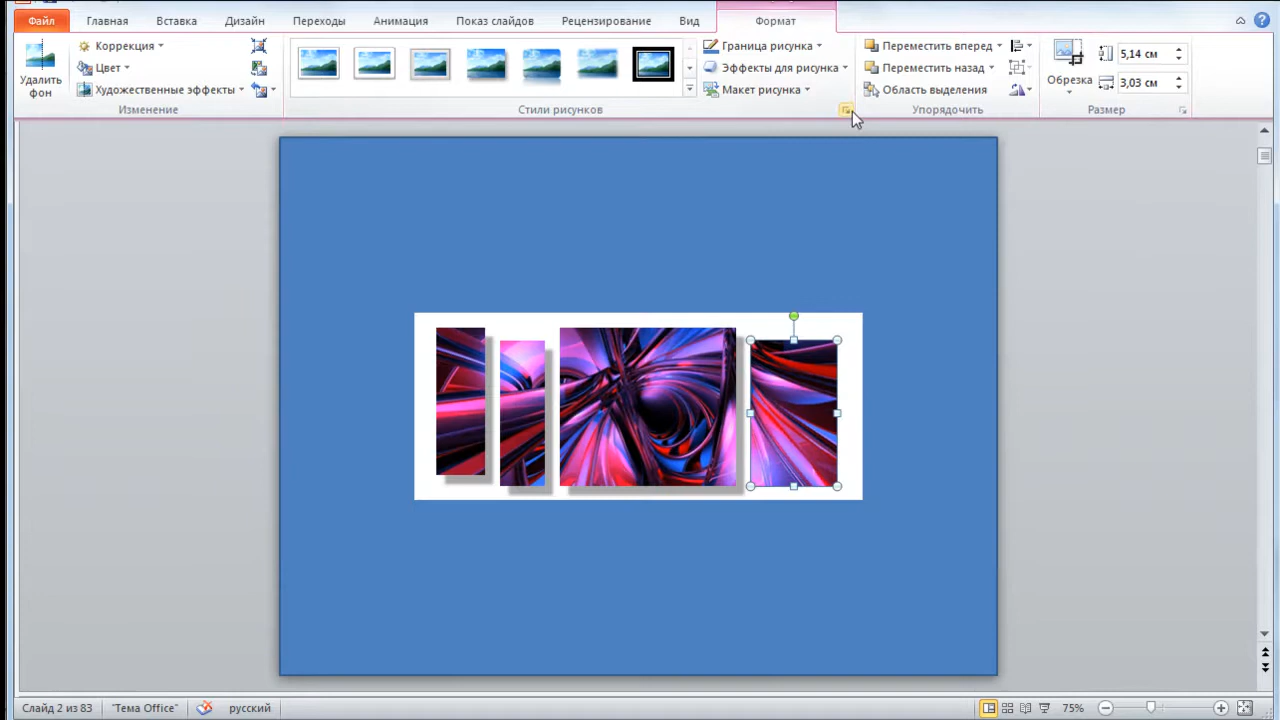 Файл Главная Вставка Дизайн Переходы Анимация Показ слайдов Рецензирование Вид Формат
Удалить фон
Коррекция
Цвет
Художественные эффекты
Изменение
Стили рисунков
Граница рисунка
Эффекты для рисунка
Макет рисунка
Переместить вперед
Переместить назад
Область выделения
Упорядочить
Обрезка
5,14 см
3,03 см
Размер
Слайд 2 из 83 "Тема Office" русский 75%